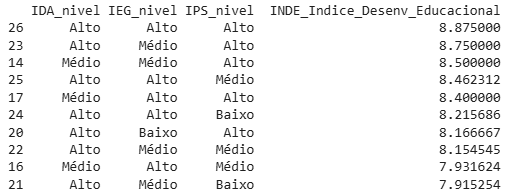 IDA_nivel IEG_nivel IPS_nivel INDE_Indice_Desenv_Educacional
26 Alto Alto Alto 8.875000
23 Alto Médio Alto 8.750000
14 Médio Médio Alto 8.500000
25 Alto Alto Médio 8.462312
17 Médio Alto Alto 8.400000
24 Alto Alto Baixo 8.215686
20 Alto Baixo Alto 8.166667
22 Alto Médio Médio 8.154545
16 Médio Alto Médio 7.931624
21 Alto Médio Baixo 7.915254